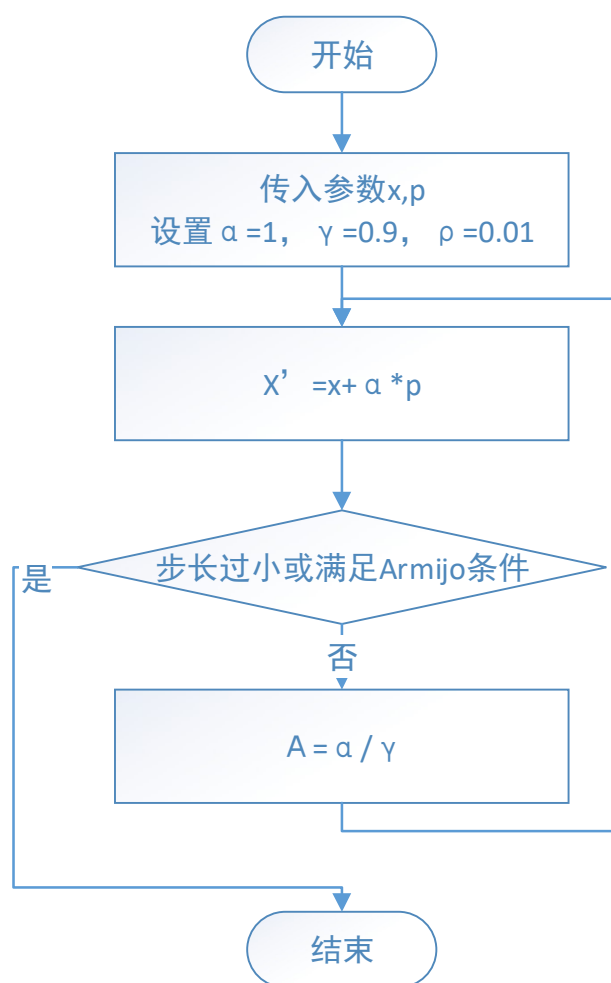 开始
传入参数x,p
设置α=1，γ=0.9，ρ=0.01
X’=x+α*p
步长过小或满足Armijo条件
是
否
A = α / γ
结束